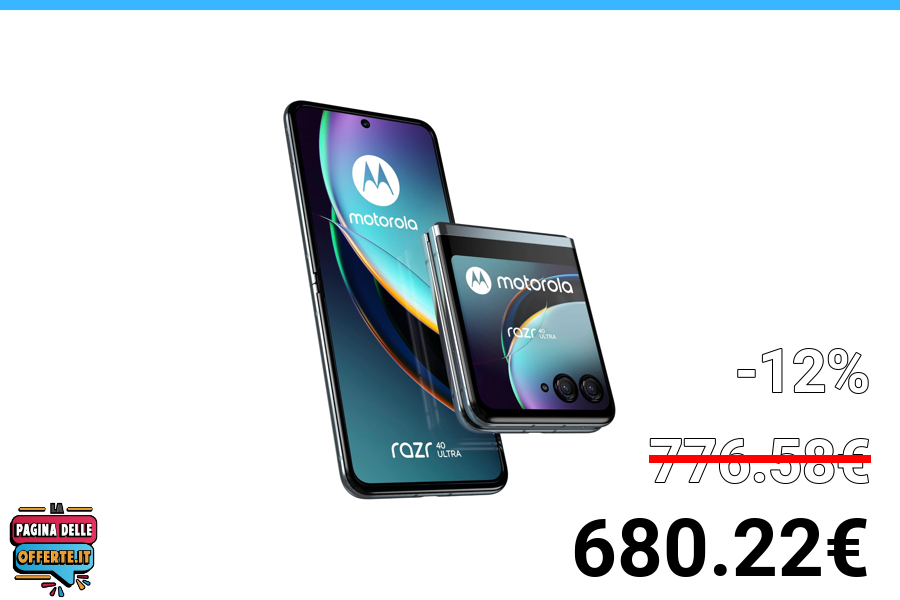 motorola
razr 40 ULTRA
motorola
razr 40 ULTRA
-12%
776.58€
680.22€
LA
PAGINA DELLE
OFFERTE.IT